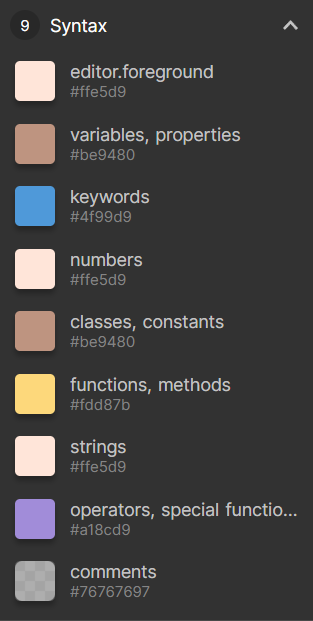 9 Syntax
editor.foreground
#ffe5d9
variables, properties
#be9480
keywords
#4f99d9
numbers
#ffe5d9
classes, constants
#be9480
functions, methods
#fdd87b
strings
#ffe5d9
operators, special functio...
#a18cd9
comments
#76767697